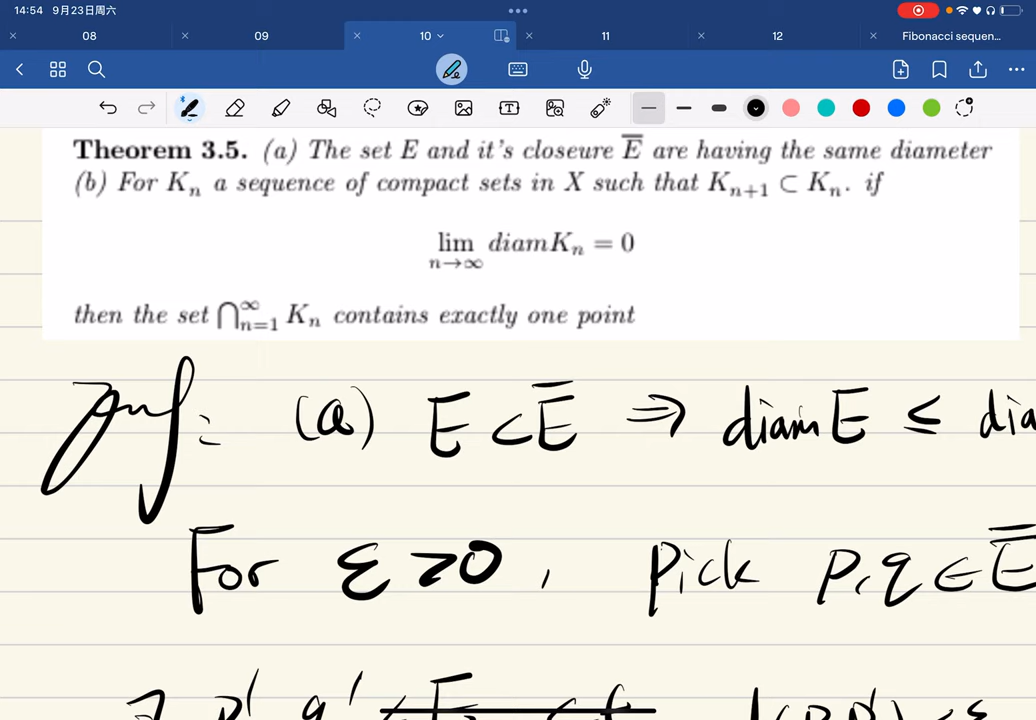 14:54 9月23日周六
08 09 10 11 12 Fibonacci sequen...
Theorem 3.5. (a) The set E and it's closeure E̅ are having the same diameter
(b) For Kₙ a sequence of compact sets in X such that Kₙ₊₁ ⊂ Kₙ. if
lim n→∞ diamKₙ = 0
then the set ⋂ₙ₌₁^∞ Kₙ contains exactly one point
(a) E ⊂ E̅ ⇒ diam E ≤ dia
For ε > 0, pick p, q ∈ E̅
∃ p' q'